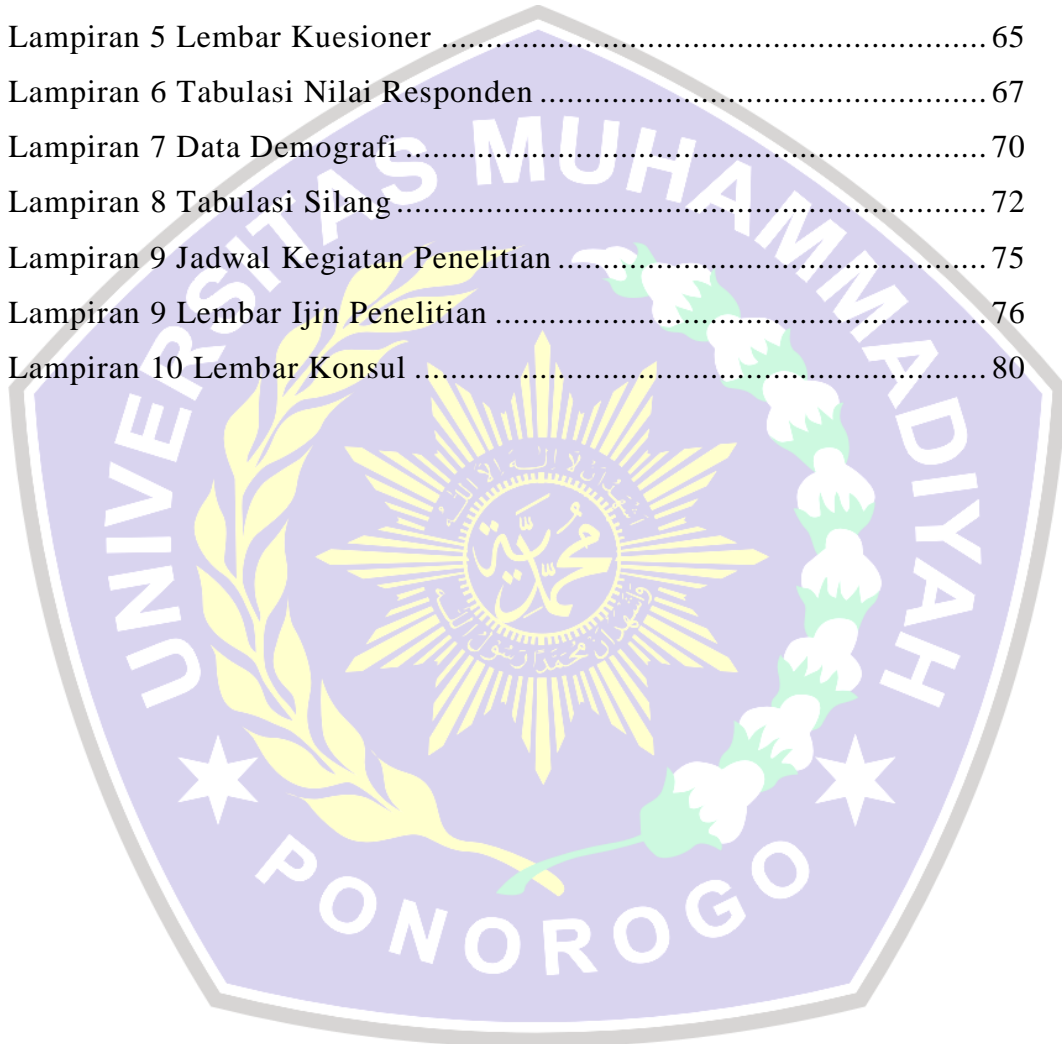 Lampiran 5 Lembar Kuesioner .................................................................. 65
Lampiran 6 Tabulasi Nilai Responden ...................................................... 67
Lampiran 7 Data Demografi ...................................................................... 70
Lampiran 8 Tabulasi Silang ....................................................................... 72
Lampiran 9 Jadwal Kegiatan Penelitian .................................................... 75
Lampiran 9 Lembar Ijin Penelitian ........................................................... 76
Lampiran 10 Lembar Konsul ..................................................................... 80
UNIVERSITAS MUHAMMADIYAH
PONOROGO
محمدية